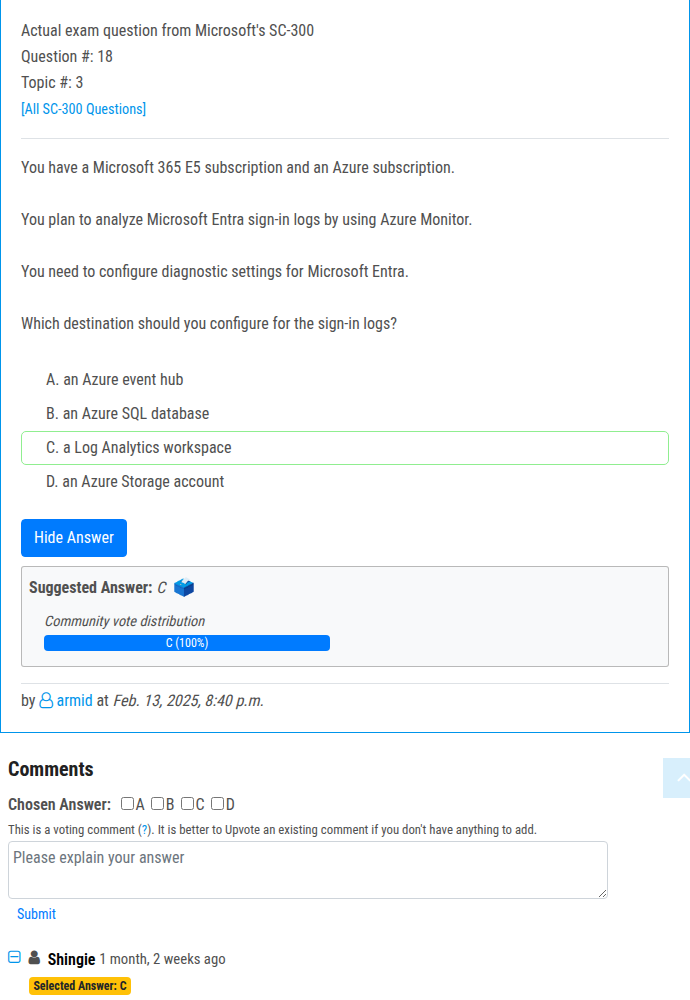 Actual exam question from Microsoft's SC-300
Question #: 18
Topic #: 3
[All SC-300 Questions]
You have a Microsoft 365 E5 subscription and an Azure subscription.
You plan to analyze Microsoft Entra sign-in logs by using Azure Monitor.
You need to configure diagnostic settings for Microsoft Entra.
Which destination should you configure for the sign-in logs?
A. an Azure event hub
B. an Azure SQL database
C. a Log Analytics workspace
D. an Azure Storage account
Hide Answer
Suggested Answer: C
Community vote distribution
C (100%)
by armid at Feb. 13, 2025, 8:40 p.m.
Comments
Chosen Answer: A B C D
This is a voting comment (?). It is better to Upvote an existing comment if you don't have anything to add.
Please explain your answer
Submit
Shingie 1 month, 2 weeks ago
Selected Answer: C